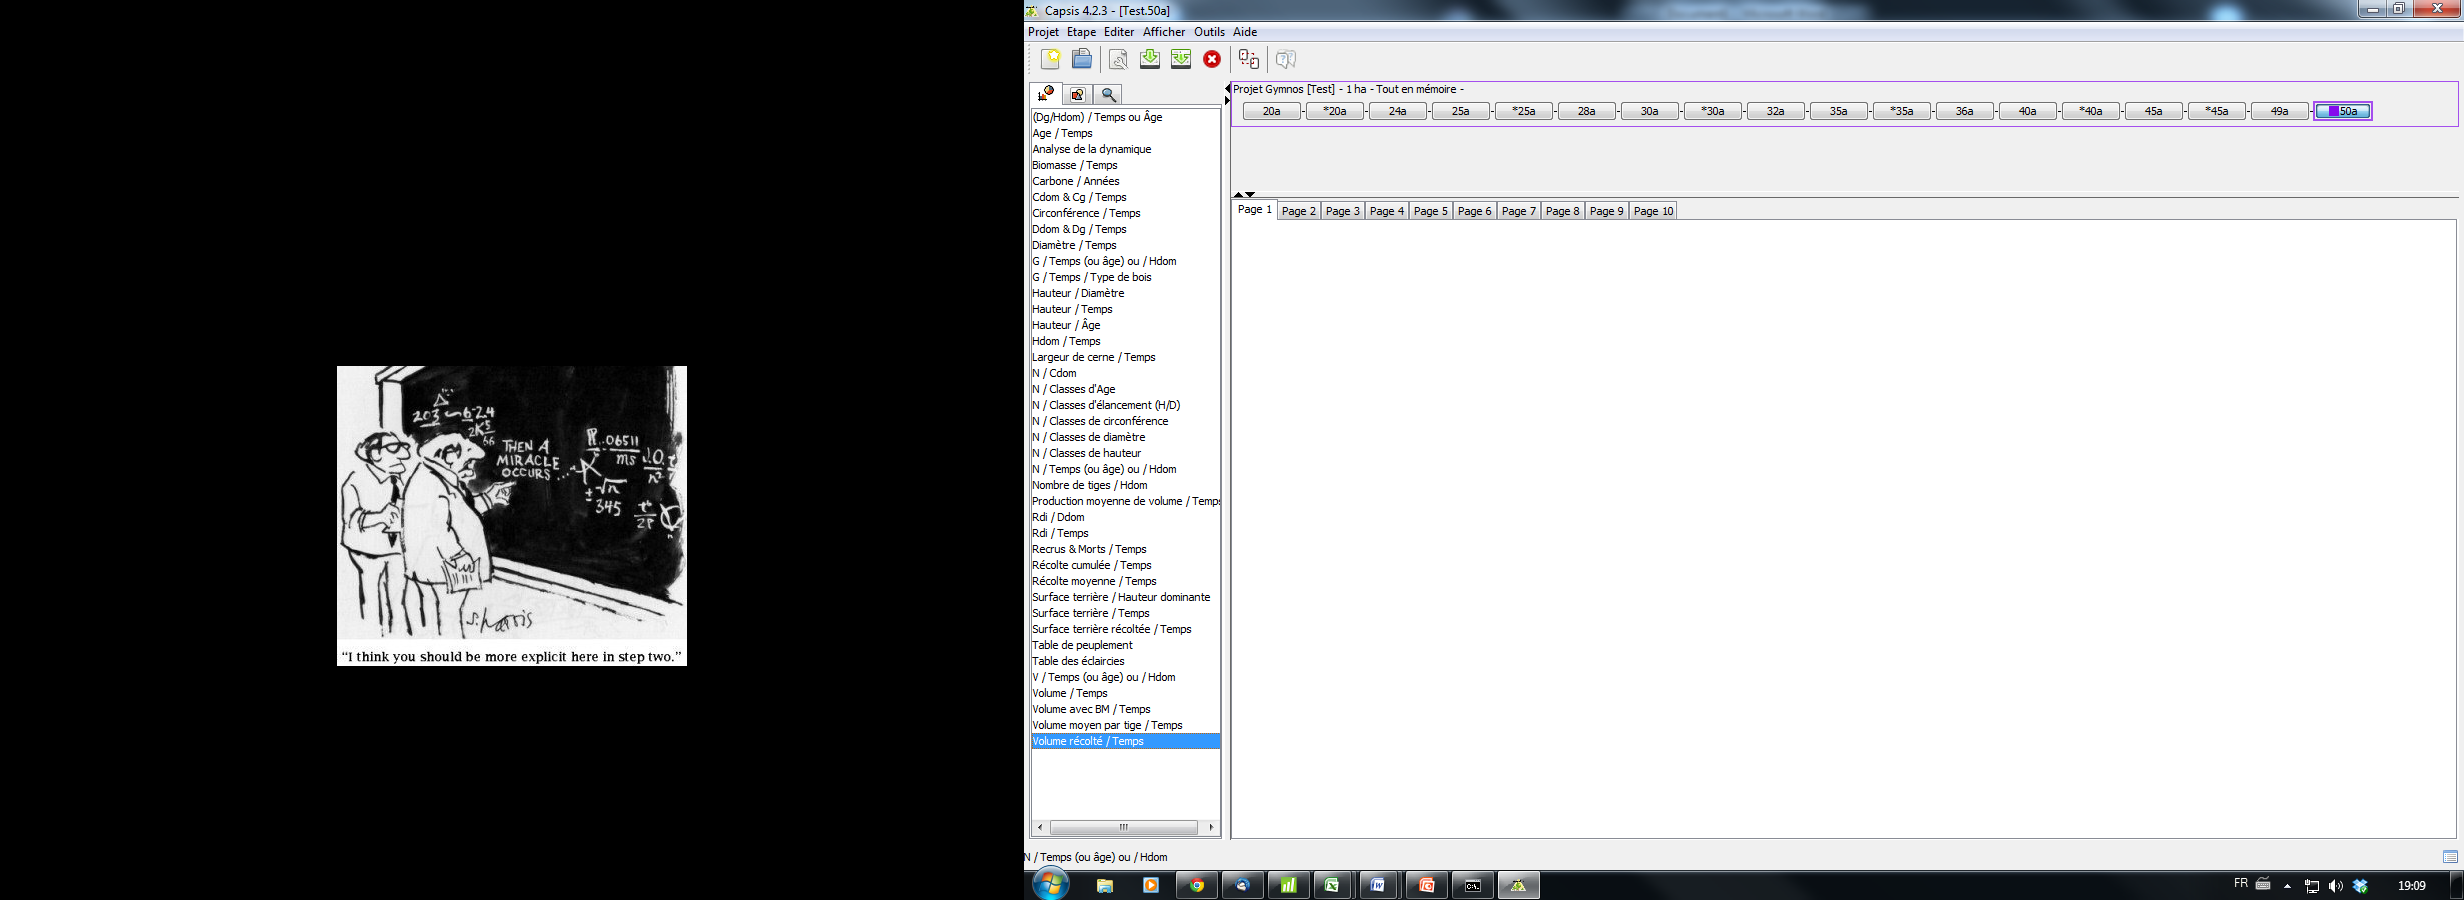 203 6-24
2K5
66
THEN A
MIRACLE
OCCURS...
.06511
ms
J.O.
n2
±√n
345
2P
S. Harris
“I think you should be more explicit here in step two.”
Capsis 4.2.3 - [Test.50a]
Projet Etape Editer Afficher Outils Aide
Projet Gymnos [Test] - 1 ha - Tout en mémoire -
20a - *20a - 24a - 25a - *25a - 28a - 30a - *30a - 32a - 35a - *35a - 36a - 40a - *40a - 45a - *45a - 49a - 50a
Page 1 Page 2 Page 3 Page 4 Page 5 Page 6 Page 7 Page 8 Page 9 Page 10
(Dg/Hdom) / Temps ou Âge
Age / Temps
Analyse de la dynamique
Biomasse / Temps
Carbone / Années
Cdom & Cg / Temps
Circonférence / Temps
Ddom & Dg / Temps
Diamètre / Temps
G / Temps (ou âge) ou / Hdom
G / Temps / Type de bois
Hauteur / Diamètre
Hauteur / Temps
Hauteur / Âge
Hdom / Temps
Largeur de cerne / Temps
N / Cdom
N / Classes d'Age
N / Classes d'élancement (H/D)
N / Classes de circonférence
N / Classes de diamètre
N / Classes de hauteur
N / Temps (ou âge) ou / Hdom
Nombre de tiges / Hdom
Production moyenne de volume / Temps
Rdi / Ddom
Rdi / Temps
Recrus & Morts / Temps
Récolte cumulée / Temps
Récolte moyenne / Temps
Surface terrière / Hauteur dominante
Surface terrière / Temps
Surface terrière récoltée / Temps
Table de peuplement
Table des éclaircies
V / Temps (ou âge) ou / Hdom
Volume / Temps
Volume avec BM / Temps
Volume moyen par tige / Temps
Volume récolté / Temps
N / Temps (ou âge) ou / Hdom
FR
19:09